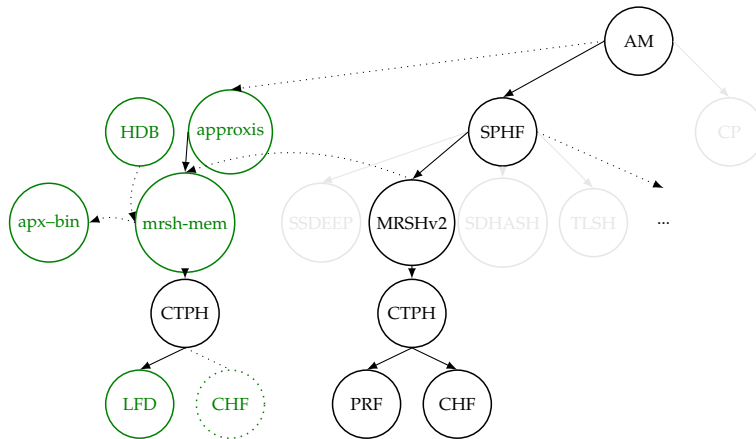 AM
HDB
approxis
SPHF
CP
apx–bin
mrsh-mem
SSDEEP
MRSHv2
SDHASH
TLSH
...
CTPH
CTPH
LFD
CHF
PRF
CHF